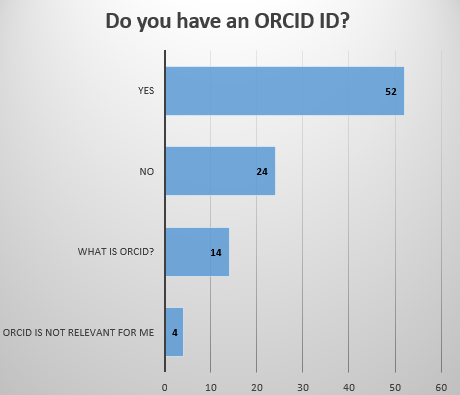 Do you have an ORCID ID?
YES
52
NO
24
WHAT IS ORCID?
14
ORCID IS NOT RELEVANT FOR ME
4
0 10 20 30 40 50 60